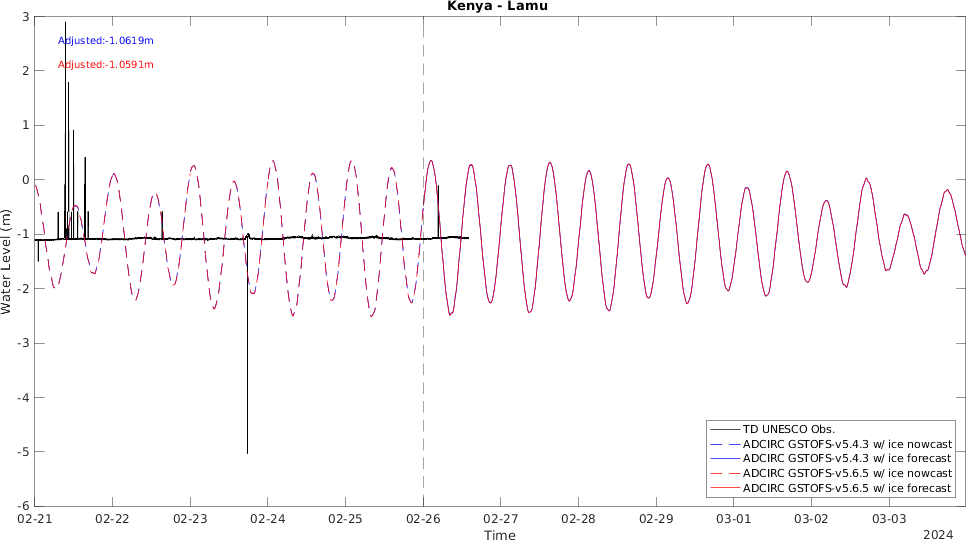 Kenya - Lamu
3
Adjusted:-1.0619m
Adjusted:-1.0591m
2
1
0
-1
-2
-3
-4
-5
-6
Water Level (m)
TD UNESCO Obs.
ADCIRC GSTOFS-v5.4.3 w/ ice nowcast
ADCIRC GSTOFS-v5.4.3 w/ ice forecast
ADCIRC GSTOFS-v5.6.5 w/ ice nowcast
ADCIRC GSTOFS-v5.6.5 w/ ice forecast
02-21 02-22 02-23 02-24 02-25 02-26 02-27 02-28 02-29 03-01 03-02 03-03
Time
2024